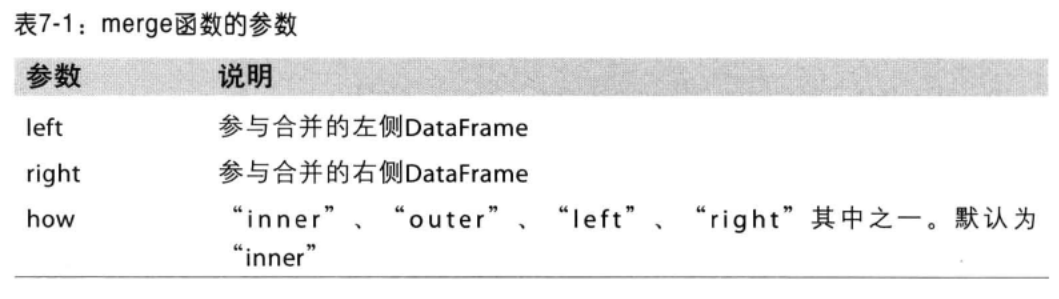 表7-1：merge函数的参数
参数 说明
left 参与合并的左侧DataFrame
right 参与合并的右侧DataFrame
how “inner”、“outer”、“left”、“right”其中之一。默认为
“inner”